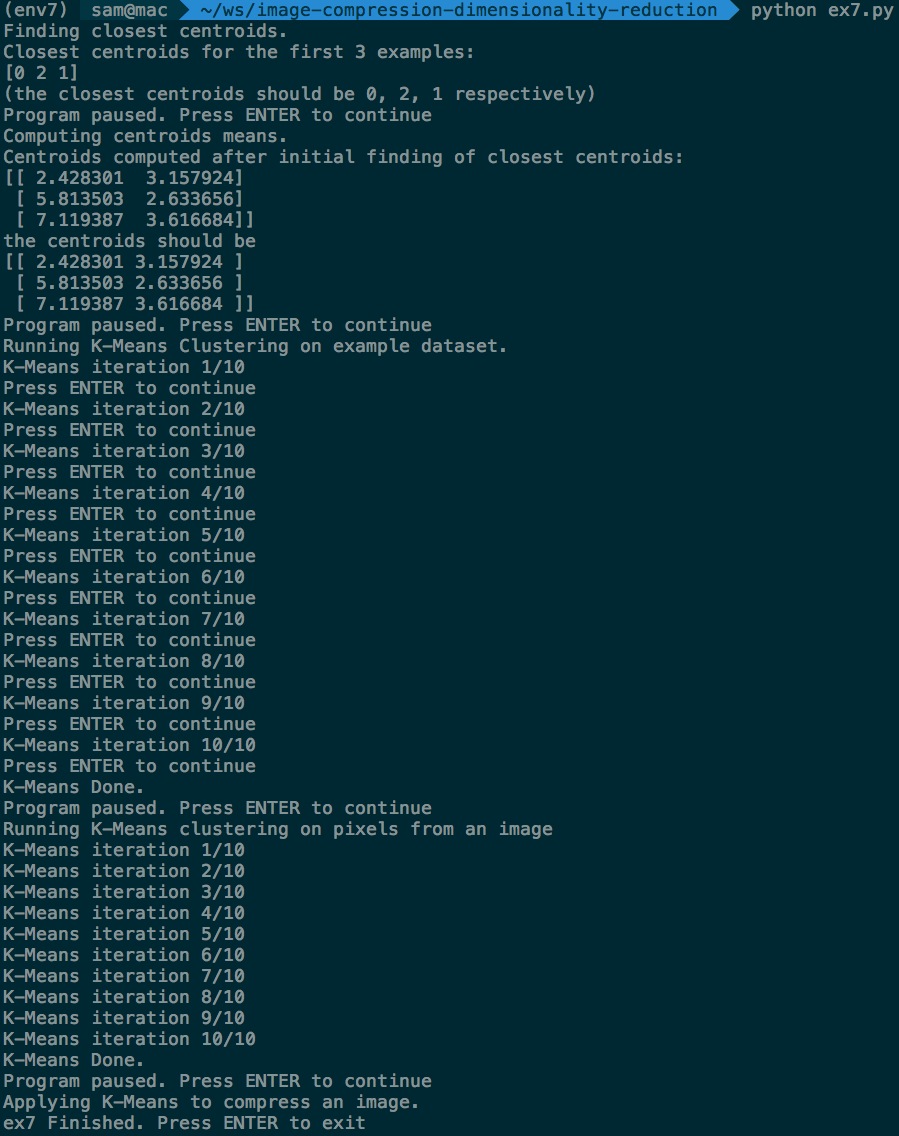 (env7) sam@mac ~/ws/image-compression-dimensionality-reduction python ex7.py
Finding closest centroids.
Closest centroids for the first 3 examples:
[0 2 1]
(the closest centroids should be 0, 2, 1 respectively)
Program paused. Press ENTER to continue
Computing centroids means.
Centroids computed after initial finding of closest centroids:
[[ 2.428301  3.157924]
 [ 5.813503  2.633656]
 [ 7.119387  3.616684]]
the centroids should be
[[ 2.428301 3.157924 ]
 [ 5.813503 2.633656 ]
 [ 7.119387 3.616684 ]]
Program paused. Press ENTER to continue
Running K-Means Clustering on example dataset.
K-Means iteration 1/10
Press ENTER to continue
K-Means iteration 2/10
Press ENTER to continue
K-Means iteration 3/10
Press ENTER to continue
K-Means iteration 4/10
Press ENTER to continue
K-Means iteration 5/10
Press ENTER to continue
K-Means iteration 6/10
Press ENTER to continue
K-Means iteration 7/10
Press ENTER to continue
K-Means iteration 8/10
Press ENTER to continue
K-Means iteration 9/10
Press ENTER to continue
K-Means iteration 10/10
Press ENTER to continue
K-Means Done.
Program paused. Press ENTER to continue
Running K-Means clustering on pixels from an image
K-Means iteration 1/10
K-Means iteration 2/10
K-Means iteration 3/10
K-Means iteration 4/10
K-Means iteration 5/10
K-Means iteration 6/10
K-Means iteration 7/10
K-Means iteration 8/10
K-Means iteration 9/10
K-Means iteration 10/10
K-Means Done.
Program paused. Press ENTER to continue
Applying K-Means to compress an image.
ex7 Finished. Press ENTER to exit